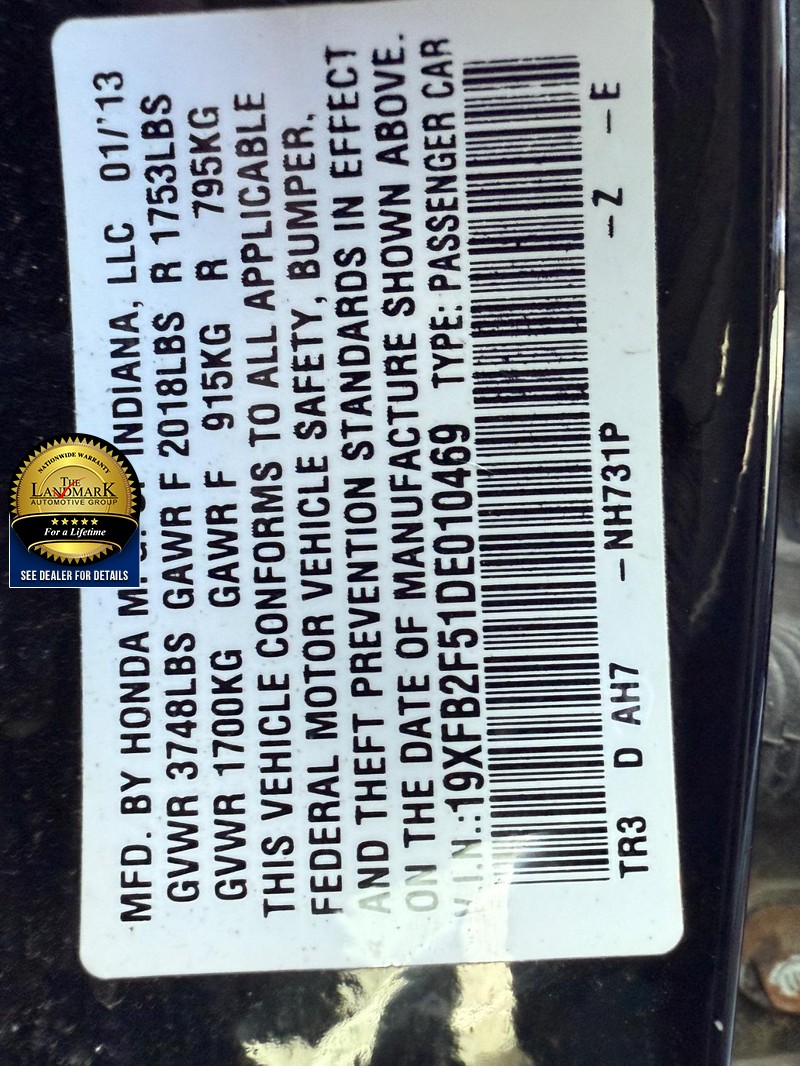 MFD. BY HONDA MFG. OF INDIANA, LLC 01/'13
GVWR 3748LBS GAWR F 2018LBS R 1753LBS
GVWR 1700KG GAWR F 915KG R 795KG
THIS VEHICLE CONFORMS TO ALL APPLICABLE
FEDERAL MOTOR VEHICLE SAFETY, BUMPER,
AND THEFT PREVENTION STANDARDS IN EFFECT
ON THE DATE OF MANUFACTURE SHOWN ABOVE.
V.I.N.:19XFB2F51DE010469 TYPE: PASSENGER CAR
TR3 D AH7 –NH731P –Z –E
NATIONWIDE WARRANTY
THE
LANDMARK
AUTOMOTIVE GROUP
For a Lifetime
SEE DEALER FOR DETAILS